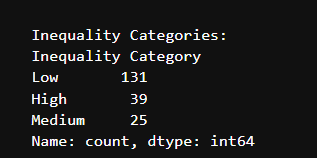 Inequality Categories:
Inequality Category
Low       131
High       39
Medium     25
Name: count, dtype: int64